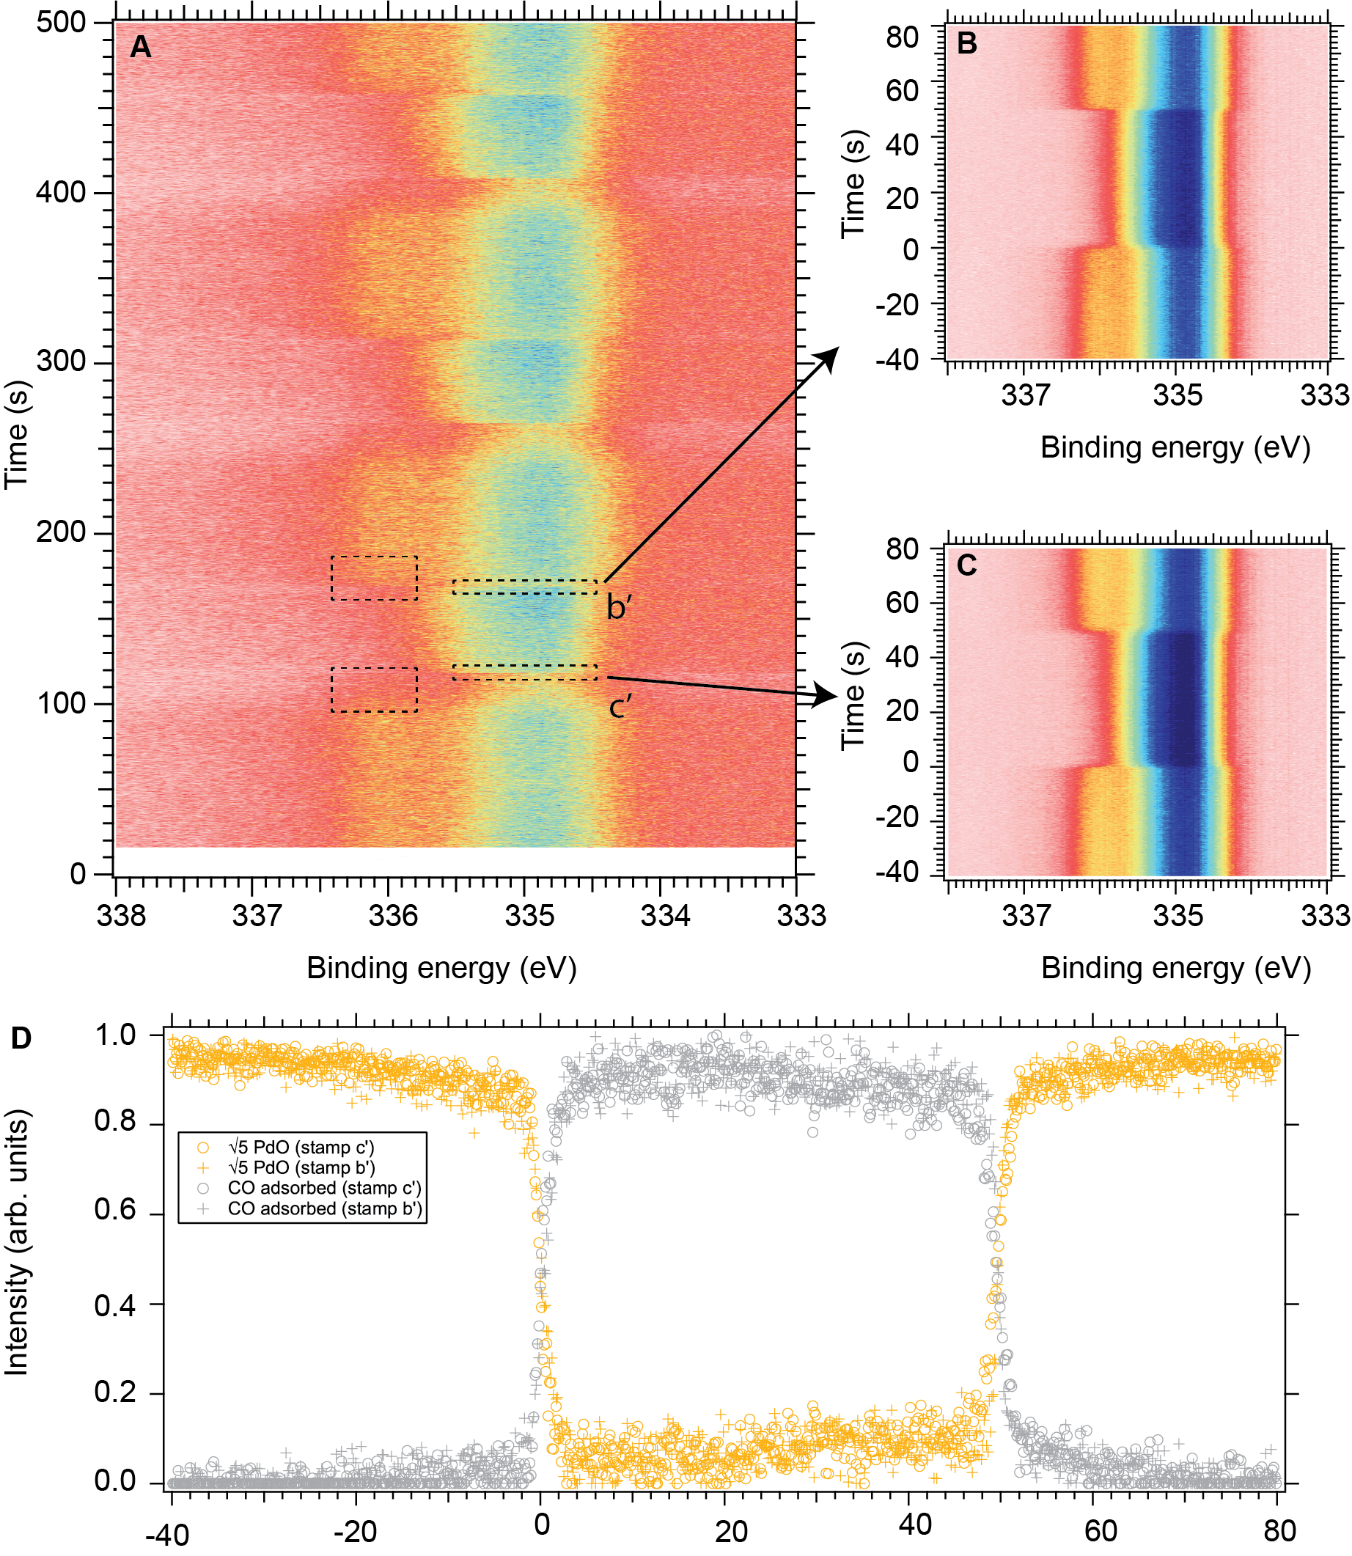 A
500
400
300
200
100
0
Time (s)
338
337
336
335
334
333
Binding energy (eV)
b′
c′
B
80
60
40
20
0
-20
-40
Time (s)
337
335
333
Binding energy (eV)
C
80
60
40
20
0
-20
-40
Time (s)
337
335
333
Binding energy (eV)
D
1.0
0.8
0.6
0.4
0.2
0.0
Intensity (arb. units)
√5 PdO (stamp c')
√5 PdO (stamp b')
CO adsorbed (stamp c')
CO adsorbed (stamp b')
-40
-20
0
20
40
60
80